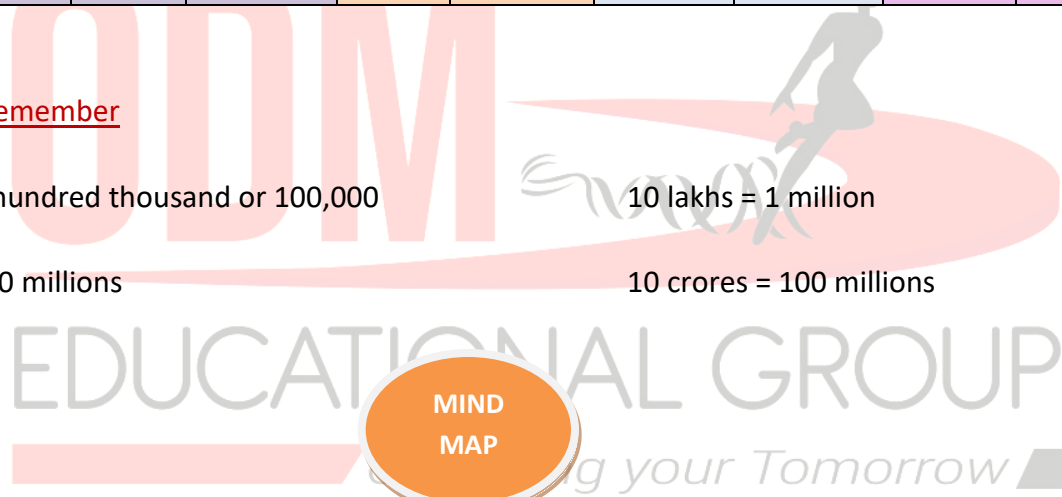 ODM
emember
hundred thousand or 100,000 10 lakhs = 1 million
0 millions 10 crores = 100 millions
EDUCATIONAL GROUP
MIND
MAP
g your Tomorrow